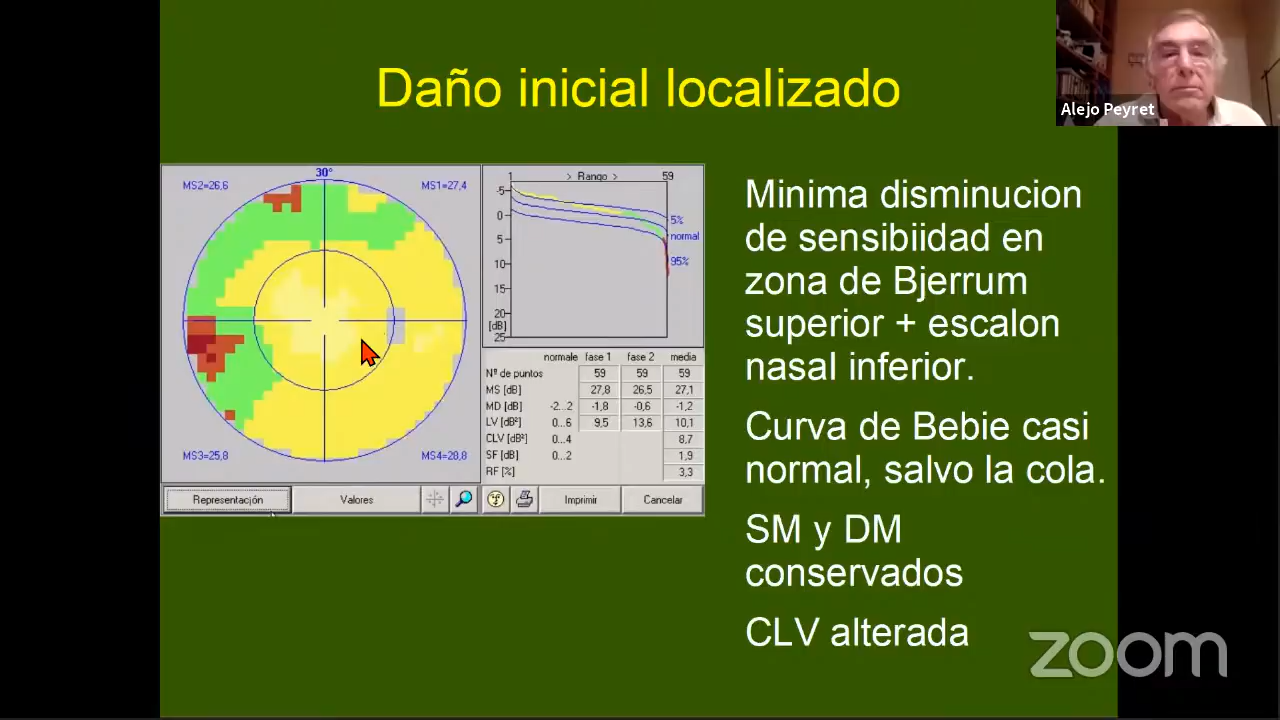 Daño inicial localizado
Alejo Peyret
30°
MS2=26,6
MS1=27,4
MS3=25,8
MS4=28,8
1 > Rango > 59
-5
0
5
10
15
20
[dB]
25
5%
normal
95%
normale fase 1 fase 2 media
Nº de puntos 59 59 59
MS [dB] 27,8 26,5 27,1
MD [dB] -2...2 -1,8 -0,6 -1,2
LV [dB²] 0...6 9,5 13,6 10,1
CLV [dB²] 0...4 8,7
SF [dB] 0...2 1,9
RF [%] 3,3
Representación Valores Imprimir Cancelar
Minima disminucion
de sensibiidad en
zona de Bjerrum
superior + escalon
nasal inferior.
Curva de Bebie casi
normal, salvo la cola.
SM y DM
conservados
CLV alterada
zoom